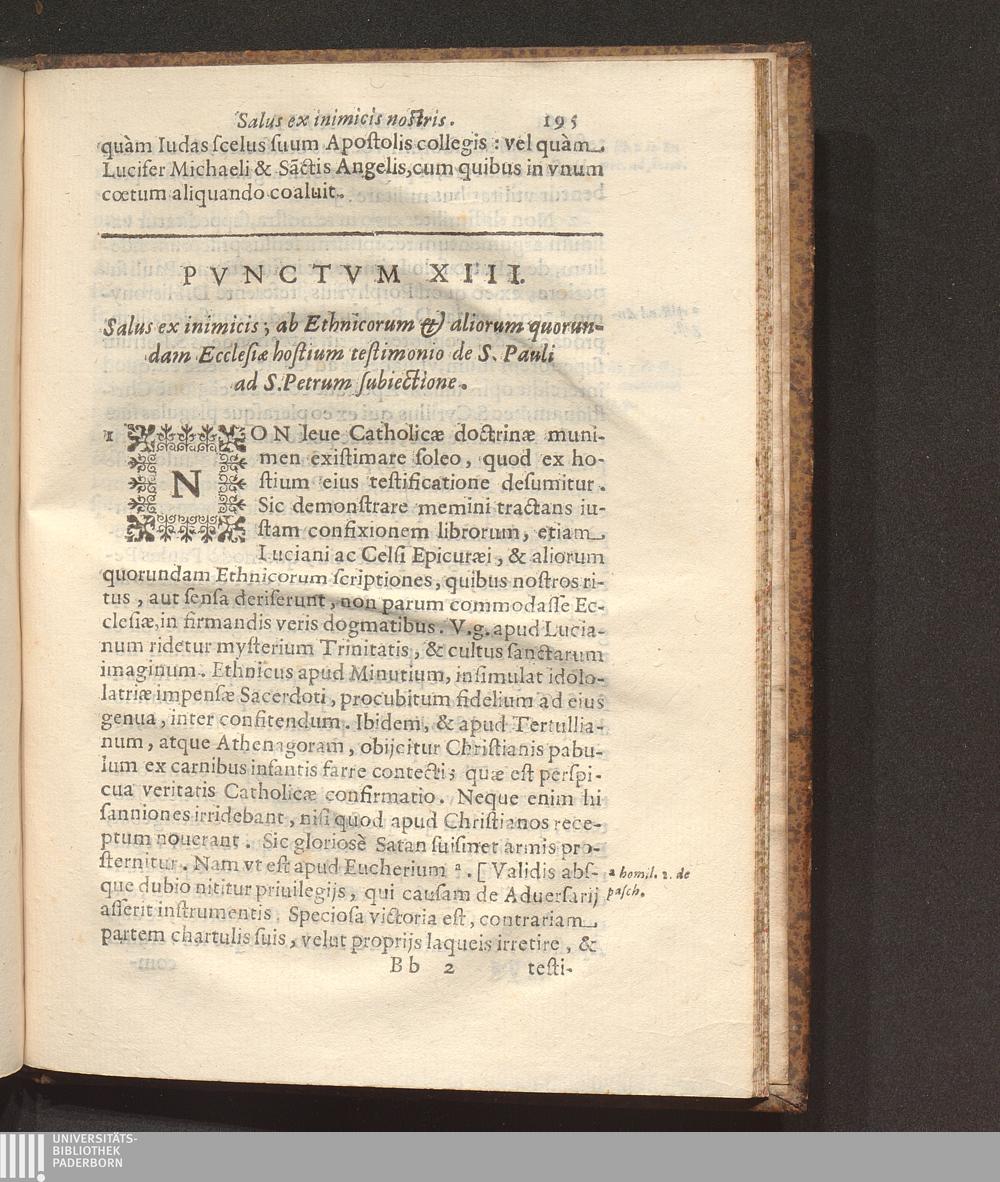 Salus ex inimicis nostris. 195
quàm Iudas scelus suum Apostolis collegis : vel quàm
Lucifer Michaeli & Sāctis Angelis, cum quibus in vnum
cœtum aliquando coaluit.
PVNCTVM XIII.
Salus ex inimicis; ab Ethnicorum & aliorum quorun-
dam Ecclesiæ hostium testimonio de S. Pauli
ad S. Petrum subiectione.
1 NON leue Catholicæ doctrinæ muni-
men existimare soleo, quod ex ho-
stium eius testificatione desumitur.
Sic demonstrare memini tractans iu-
stam confixionem librorum, etiam
Luciani ac Celsi Epicuræi, & aliorum
quorundam Ethnicorum scriptiones, quibus nostros ri-
tus, aut sensa deriserunt, non parum commodasse Ec-
clesiæ, in firmandis veris dogmatibus. V.g. apud Lucia-
num ridetur mysterium Trinitatis, & cultus sanctarum
imaginum. Ethnicus apud Minutium, insimulat idolo-
latriæ impensæ Sacerdoti, procubitum fidelium ad eius
genua, inter confitendum. Ibidem, & apud Tertullia-
num, atque Athenagoram, obijcitur Christianis pabu-
lum ex carnibus infantis farre contecti; quæ est perspi-
cua veritatis Catholicæ confirmatio. Neque enim hi
sanniones irridebant, nisi quod apud Christianos rece-
ptum nouerant. Sic gloriosè Satan suismet armis pro-
sternitur. Nam vt est apud Eucherium a. [Validis abs-
que dubio nititur priuilegijs, qui causam de Aduersarij
asserit instrumentis. Speciosa victoria est, contrariam
partem chartulis suis, velut proprijs laqueis irretire, &
a homil. 2. de
pasch.
Bb 2 testi-
UNIVERSITÄTS-
BIBLIOTHEK
PADERBORN